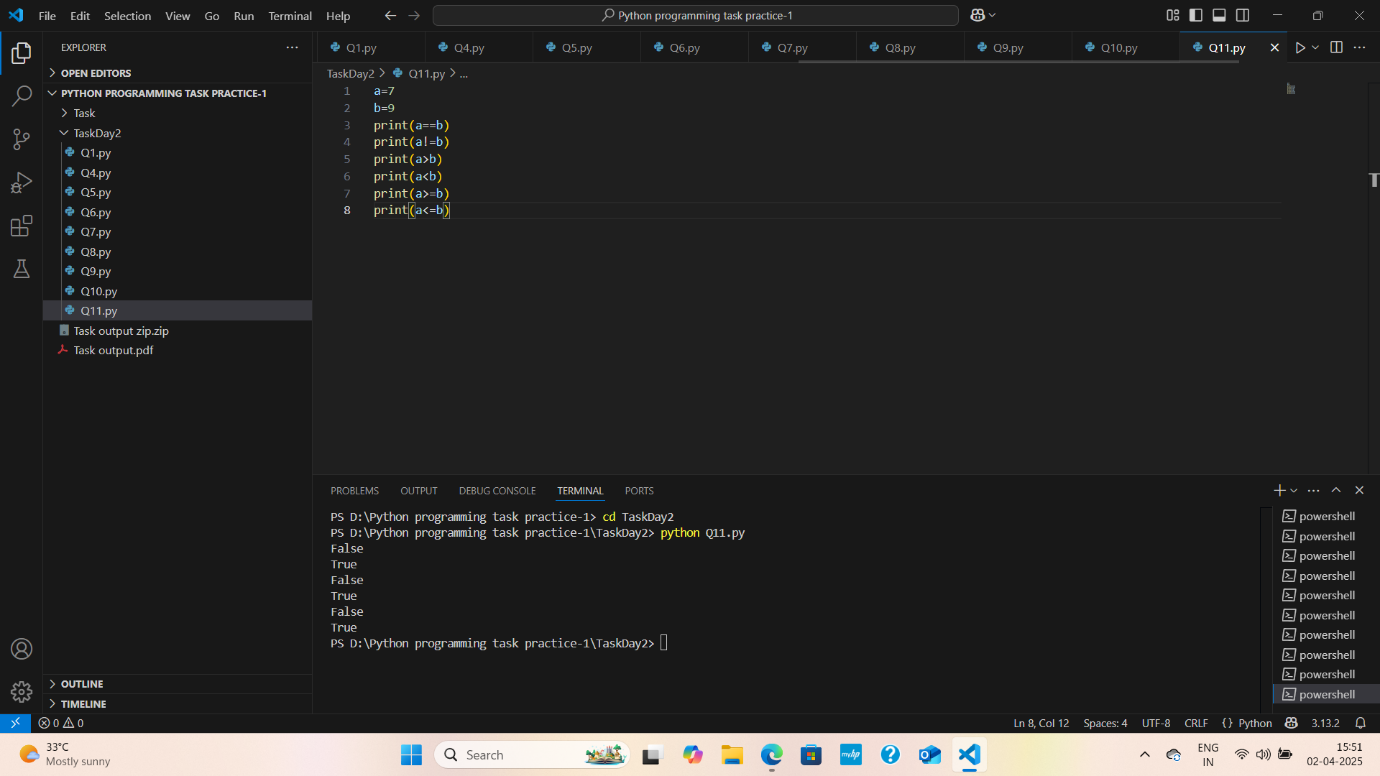 File Edit Selection View Go Run Terminal Help
Python programming task practice-1
EXPLORER
OPEN EDITORS
PYTHON PROGRAMMING TASK PRACTICE-1
Task
TaskDay2
Q1.py
Q4.py
Q5.py
Q6.py
Q7.py
Q8.py
Q9.py
Q10.py
Q11.py
Task output zip.zip
Task output.pdf
OUTLINE
TIMELINE
Q1.py Q4.py Q5.py Q6.py Q7.py Q8.py Q9.py Q10.py Q11.py
TaskDay2 > Q11.py > ...
1 a=7
2 b=9
3 print(a==b)
4 print(a!=b)
5 print(a>b)
6 print(a<b)
7 print(a>=b)
8 print(a<=b)
PROBLEMS OUTPUT DEBUG CONSOLE TERMINAL PORTS
PS D:\Python programming task practice-1> cd TaskDay2
PS D:\Python programming task practice-1\TaskDay2> python Q11.py
False
True
False
True
False
True
PS D:\Python programming task practice-1\TaskDay2>
powershell
powershell
powershell
powershell
powershell
powershell
powershell
powershell
powershell
powershell
0 0
Ln 8, Col 12 Spaces: 4 UTF-8 CRLF {} Python 3.13.2
33°C
Mostly sunny
Search
myhp
ENG
IN
15:51
02-04-2025